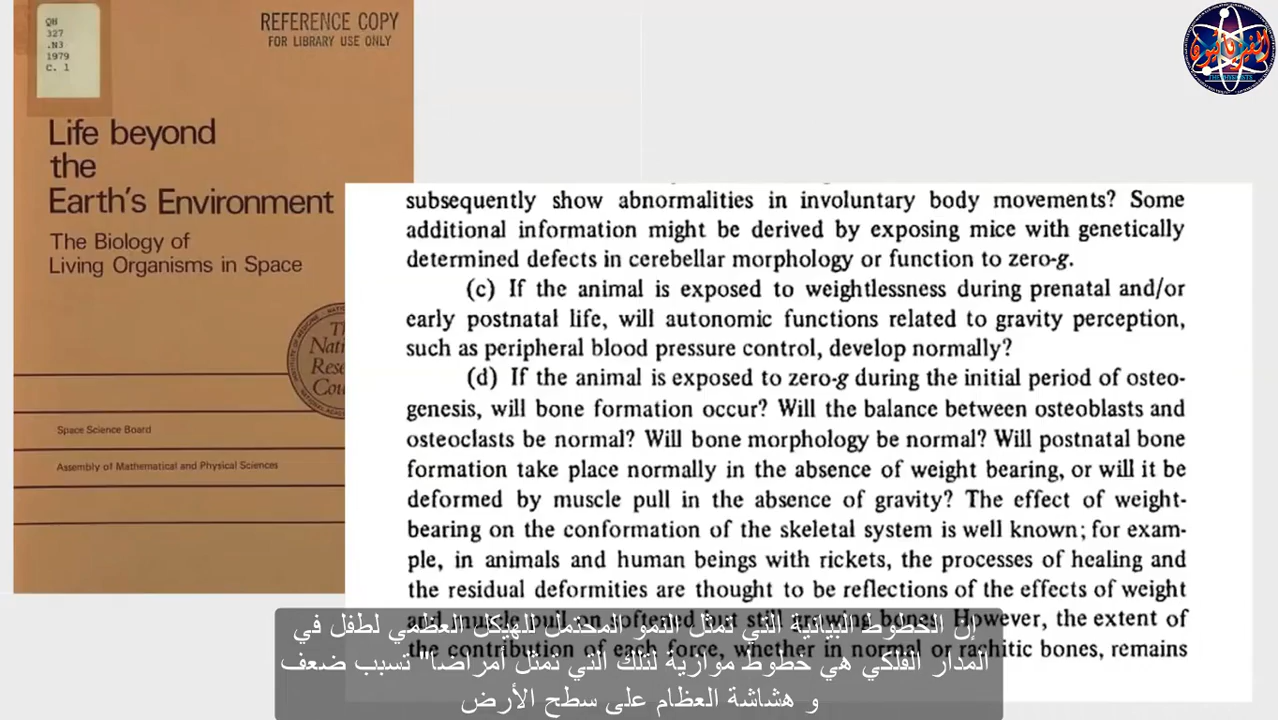 QH
327
.N3
1979
C. 1
REFERENCE COPY
FOR LIBRARY USE ONLY
Life beyond
the
Earth's Environment
The Biology of
Living Organisms in Space
Space Science Board
Assembly of Mathematical and Physical Sciences
الفيزيائيون
THE PHYSICISTS
subsequently show abnormalities in involuntary body movements? Some
additional information might be derived by exposing mice with genetically
determined defects in cerebellar morphology or function to zero-g.
(c) If the animal is exposed to weightlessness during prenatal and/or
early postnatal life, will autonomic functions related to gravity perception,
such as peripheral blood pressure control, develop normally?
(d) If the animal is exposed to zero-g during the initial period of osteo-
genesis, will bone formation occur? Will the balance between osteoblasts and
osteoclasts be normal? Will bone morphology be normal? Will postnatal bone
formation take place normally in the absence of weight bearing, or will it be
deformed by muscle pull in the absence of gravity? The effect of weight-
bearing on the conformation of the skeletal system is well known; for exam-
ple, in animals and human beings with rickets, the processes of healing and
the residual deformities are thought to be reflections of the effects of weight
and muscle pull on softened but still growing bones. However, the extent of
the contribution of each force, whether in normal or rachitic bones, remains
إن الخطوط البيانية التي تمثل النمو المحتمل للهيكل العظمي لطفل في
المدار الفلكي هي خطوط موازية لتلك التي تمثل أمراضا" تسبب ضعف
و هشاشة العظام على سطح الأرض